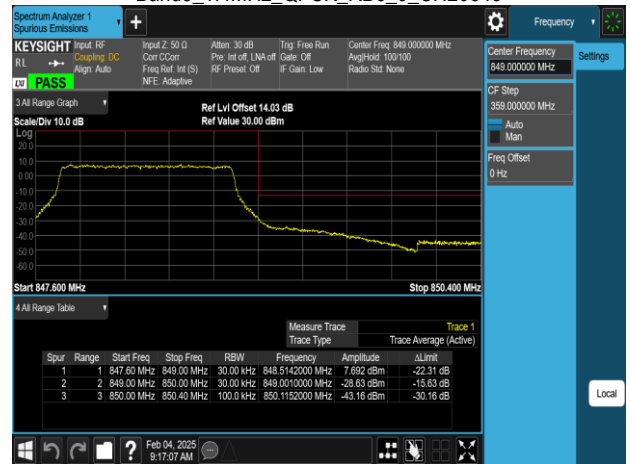 Spectrum Analyzer 1
Spurious Emissions
Frequency
KEYSIGHT
Input: RF
Input Z: 50 Ω
Atten: 30 dB
Trig: Free Run
Center Freq: 849.000000 MHz
RL
Coupling: DC
Corr CCorr
Pre: Int off, LNA off
Gate: Off
Avg|Hold: 100/100
Align: Auto
Freq Ref: Int (S)
RF Preset: Off
IF Gain: Low
Radio Std: None
NFE: Adaptive
LXI
PASS
Center Frequency
849.000000 MHz
Settings
CF Step
359.000000 MHz
Auto
Man
Freq Offset
0 Hz
3 All Range Graph
Ref Lvl Offset 14.03 dB
Scale/Div 10.0 dB
Ref Value 30.00 dBm
Log
20.0
10.0
0.00
-10.0
-20.0
-30.0
-40.0
-50.0
-60.0
Start 847.600 MHz
Stop 850.400 MHz
4 All Range Table
Measure Trace
Trace 1
Trace Type
Trace Average (Active)
Spur Range Start Freq Stop Freq RBW Frequency Amplitude ΔLimit
1 1 847.60 MHz 849.00 MHz 30.00 kHz 848.5142000 MHz 7.692 dBm -22.31 dB
2 2 849.00 MHz 850.00 MHz 30.00 kHz 849.0010000 MHz -28.63 dBm -15.63 dB
3 3 850.00 MHz 850.40 MHz 100.0 kHz 850.1152000 MHz -43.16 dBm -30.16 dB
Local
?
Feb 04, 2025
9:17:07 AM